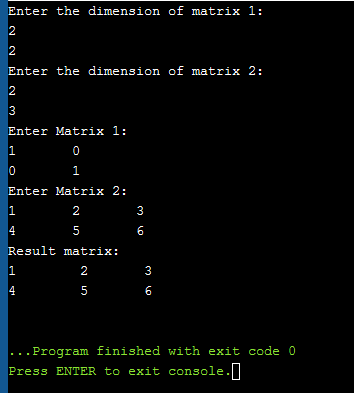 Enter the dimension of matrix 1:
2
2
Enter the dimension of matrix 2:
2
3
Enter Matrix 1:
1       0
0       1
Enter Matrix 2:
1       2       3
4       5       6
Result matrix:
1        2       3
4        5       6
...Program finished with exit code 0
Press ENTER to exit console.